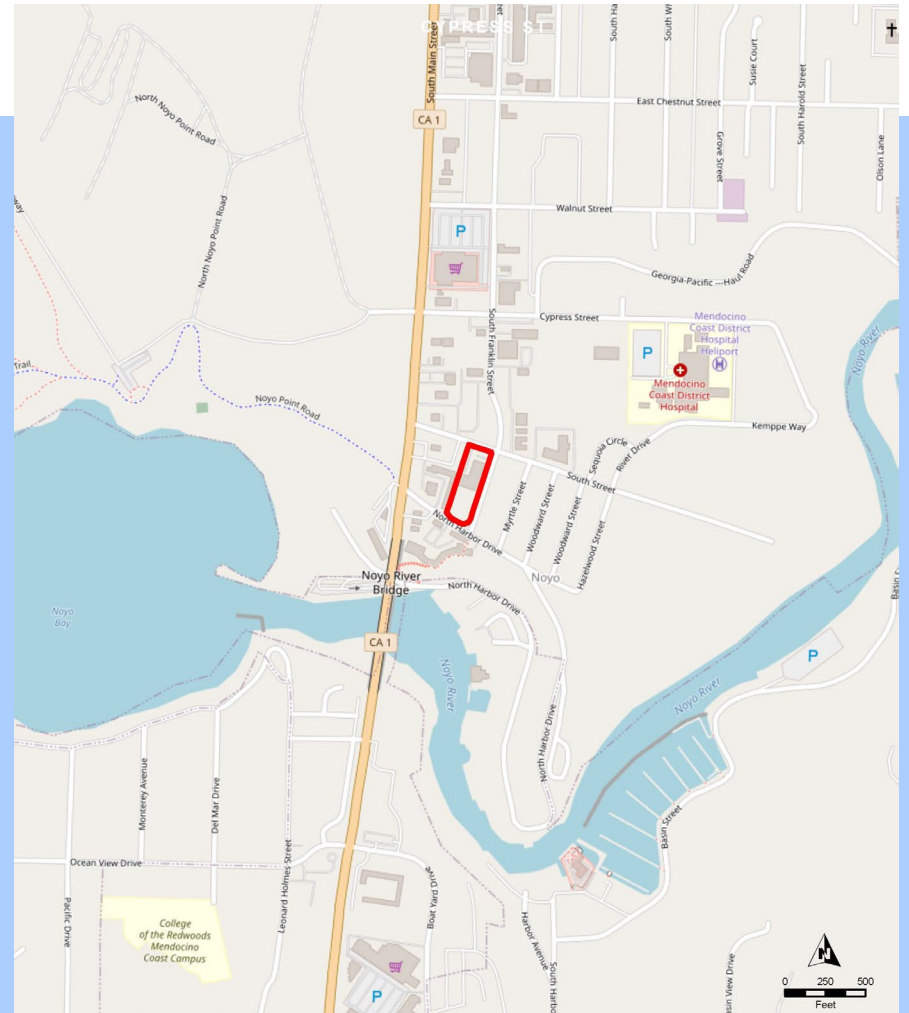 CYPRESS ST
South Main Street
CA 1
East Chestnut Street
Susie Court
South Harold Street
Grove Street
Olson Lane
North Noyo Point Road
North Noyo Point Road
Walnut Street
P
Georgia-Pacific ---Haul Road
Cypress Street
South Franklin Street
Mendocino
Coast District
Hospital
Heliport
H
P
Mendocino
Coast District
Hospital
Noyo River
Trail
Noyo Point Road
Kemppe Way
Sequoia Circle
River Drive
South Street
Myrtle Street
Woodward Street
Woodward Street
Hazelwood Street
North Harbor Drive
Noyo
Noyo River
Bridge
North Harbor Drive
Noyo
Bay
CA 1
Noyo River
Noyo River
P
North Harbor Drive
Monterey Avenue
Del Mar Drive
Basin Street
Ocean View Drive
Leonard Holmes Street
Pacific Drive
Boat Yard Drive
College
of the Redwoods
Mendocino
Coast Campus
Harbor Avenue
P
N
0 250 500
Feet